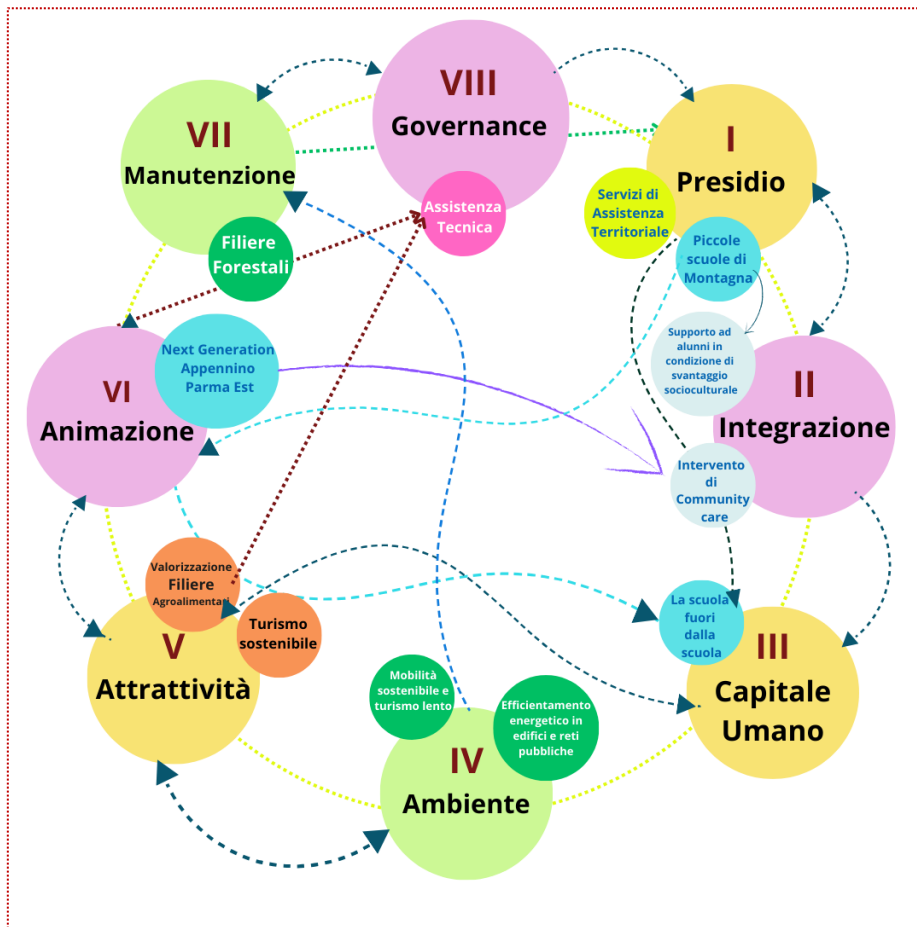 VIII
Governance
Assistenza
Tecnica
I
Presidio
Servizi di
Assistenza
Territoriale
Piccole
scuole di
Montagna
Supporto ad
alunni in
condizione di
svantaggio
socioculturale
II
Integrazione
Intervento
di
Community
care
La scuola
fuori
dalla
scuola
III
Capitale
Umano
Mobilità
sostenibile e
turismo lento
Efficientamento
energetico in
edifici e reti
pubbliche
IV
Ambiente
Valorizzazione
Filiere
Agroalimentari
Turismo
sostenibile
V
Attrattività
VI
Animazione
Next Generation
Appennino
Parma Est
VII
Manutenzione
Filiere
Forestali